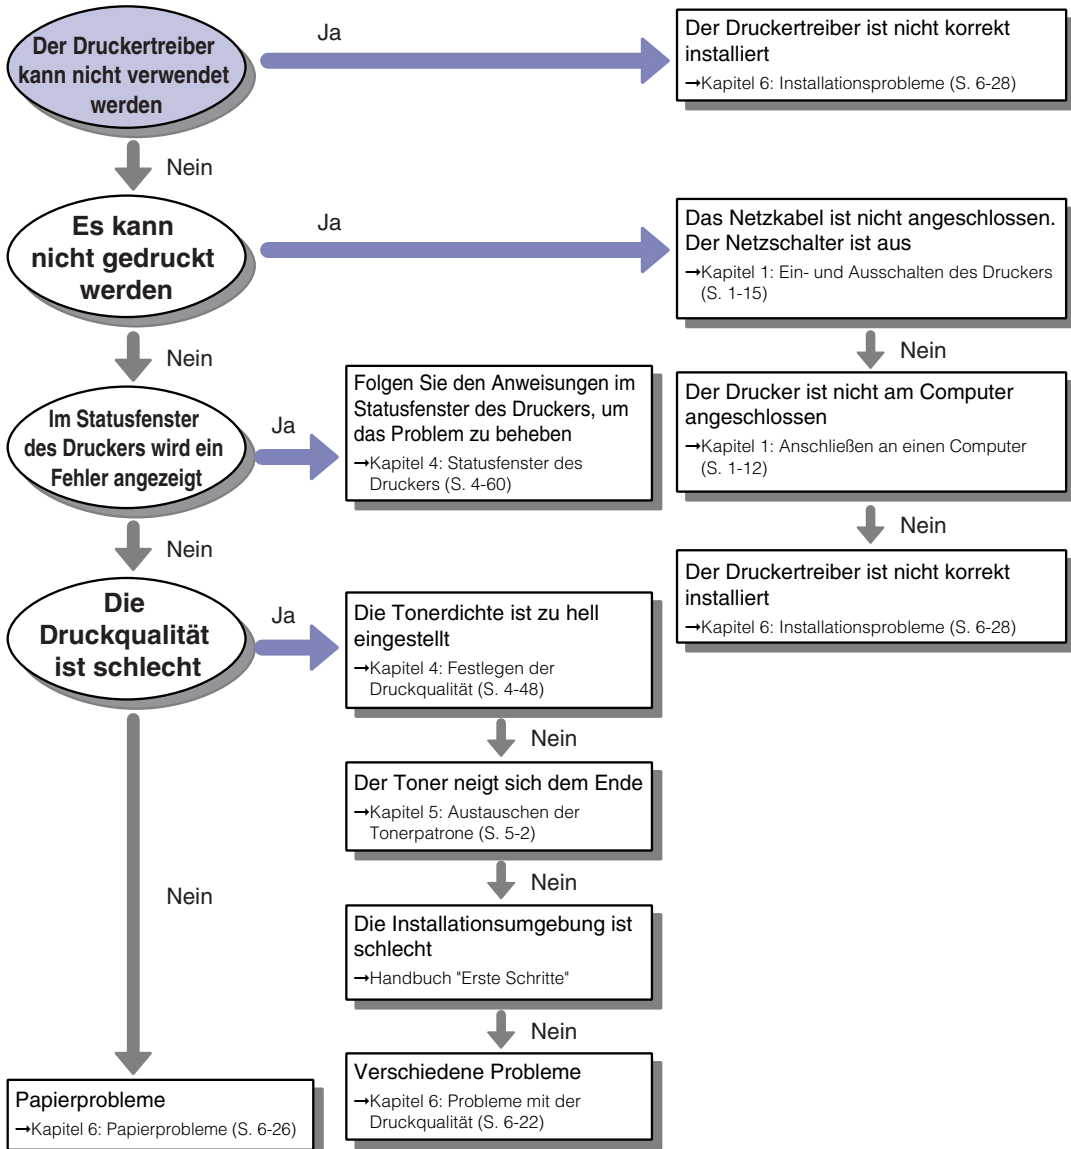 Der Druckertreiber
kann nicht verwendet
werden
Ja
Der Druckertreiber ist nicht korrekt
installiert
→Kapitel 6: Installationsprobleme (S. 6-28)
Nein
Es kann
nicht gedruckt
werden
Ja
Das Netzkabel ist nicht angeschlossen.
Der Netzschalter ist aus
→Kapitel 1: Ein- und Ausschalten des Druckers
(S. 1-15)
Nein
Der Drucker ist nicht am Computer
angeschlossen
→Kapitel 1: Anschließen an einen Computer
(S. 1-12)
Nein
Der Druckertreiber ist nicht korrekt
installiert
→Kapitel 6: Installationsprobleme (S. 6-28)
Nein
Im Statusfenster
des Druckers wird ein
Fehler angezeigt
Ja
Folgen Sie den Anweisungen im
Statusfenster des Druckers, um
das Problem zu beheben
→Kapitel 4: Statusfenster des
Druckers (S. 4-60)
Nein
Die
Druckqualität
ist schlecht
Ja
Die Tonerdichte ist zu hell
eingestellt
→Kapitel 4: Festlegen der
Druckqualität (S. 4-48)
Nein
Der Toner neigt sich dem Ende
→Kapitel 5: Austauschen der
Tonerpatrone (S. 5-2)
Nein
Die Installationsumgebung ist
schlecht
→Handbuch "Erste Schritte"
Nein
Verschiedene Probleme
→Kapitel 6: Probleme mit der
Druckqualität (S. 6-22)
Nein
Papierprobleme
→Kapitel 6: Papierprobleme (S. 6-26)